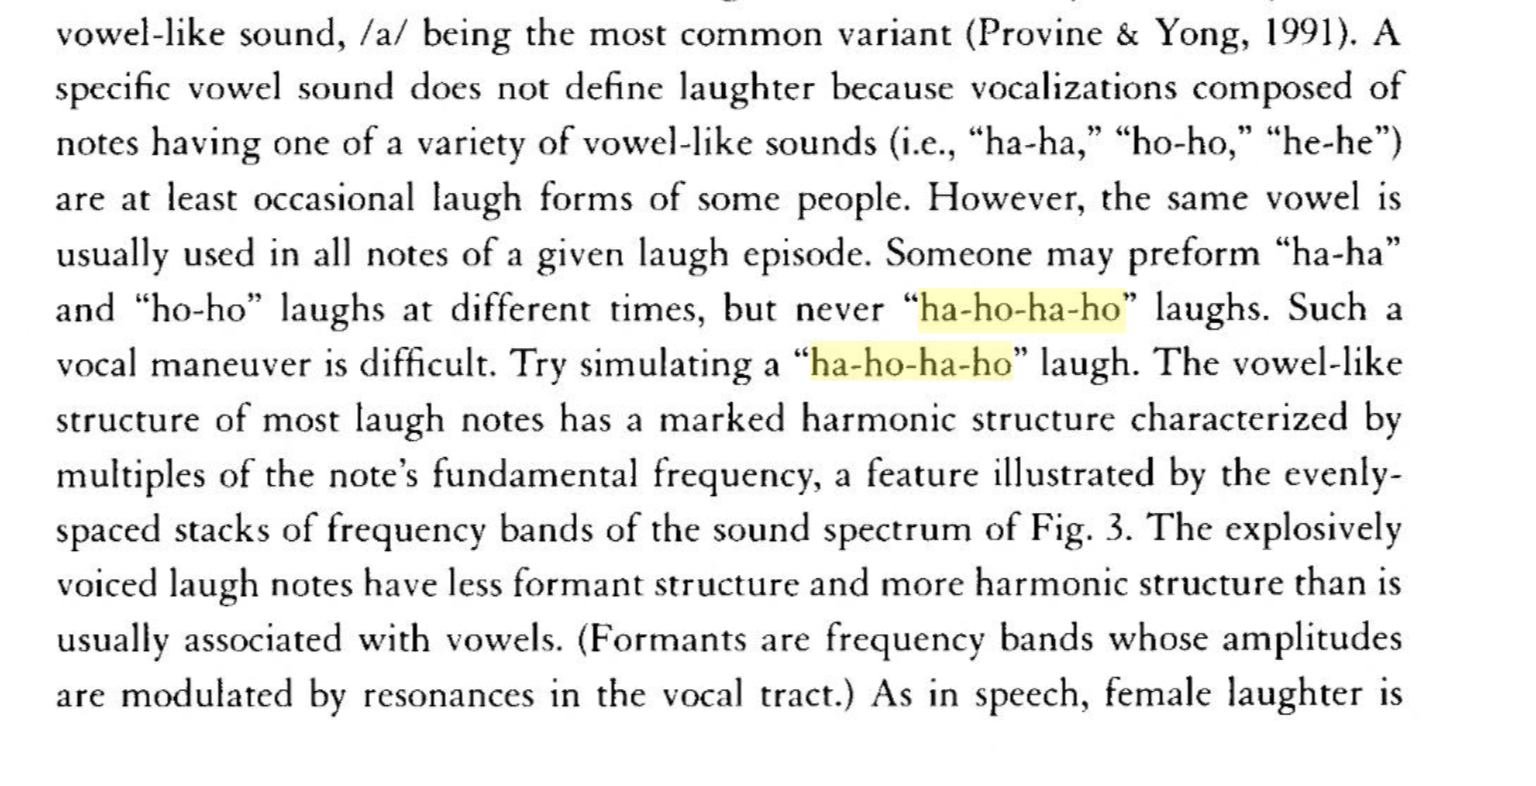 vowel-like sound, /a/ being the most common variant (Provine & Yong, 1991). A
specific vowel sound does not define laughter because vocalizations composed of
notes having one of a variety of vowel-like sounds (i.e., “ha-ha,” “ho-ho,” “he-he”)
are at least occasional laugh forms of some people. However, the same vowel is
usually used in all notes of a given laugh episode. Someone may preform “ha-ha”
and “ho-ho” laughs at different times, but never “ha-ho-ha-ho” laughs. Such a
vocal maneuver is difficult. Try simulating a “ha-ho-ha-ho” laugh. The vowel-like
structure of most laugh notes has a marked harmonic structure characterized by
multiples of the note’s fundamental frequency, a feature illustrated by the evenly-
spaced stacks of frequency bands of the sound spectrum of Fig. 3. The explosively
voiced laugh notes have less formant structure and more harmonic structure than is
usually associated with vowels. (Formants are frequency bands whose amplitudes
are modulated by resonances in the vocal tract.) As in speech, female laughter is